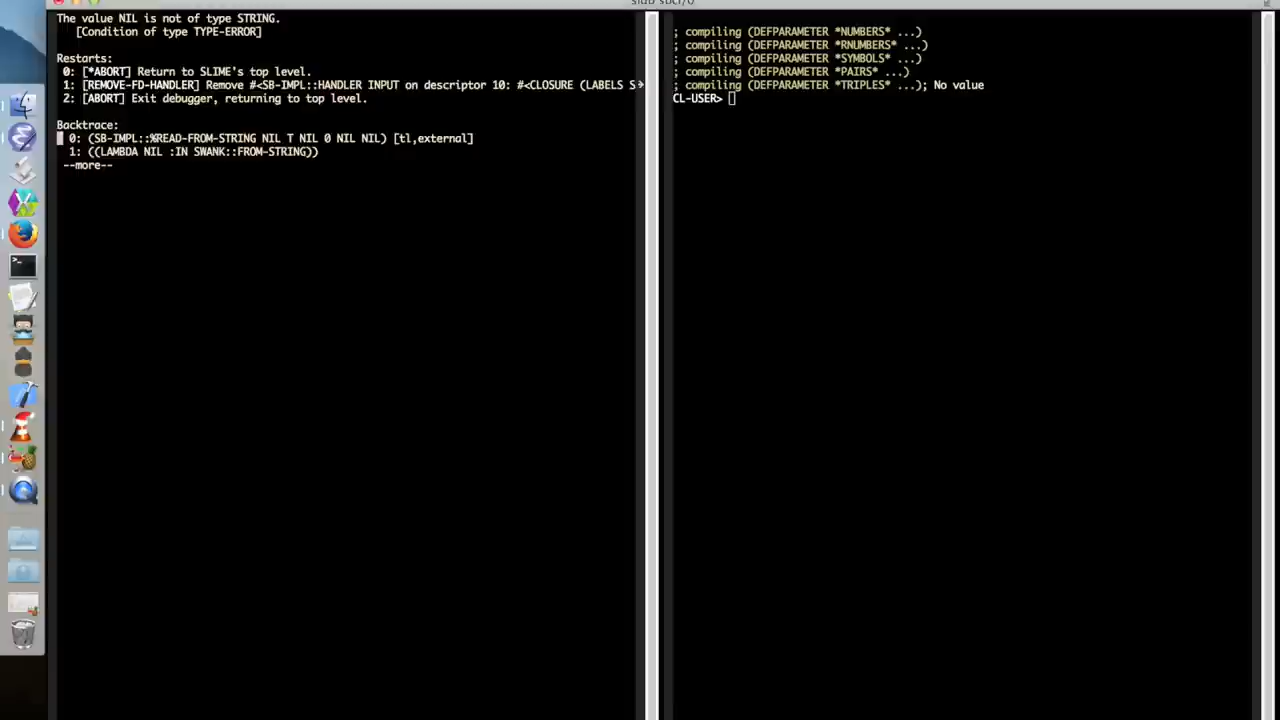 The value NIL is not of type STRING.
[Condition of type TYPE-ERROR]
Restarts:
0: [*ABORT] Return to SLIME's top level.
1: [REMOVE-FD-HANDLER] Remove #<SB-IMPL::HANDLER INPUT on descriptor 10: #<CLOSURE (LABELS S
2: [ABORT] Exit debugger, returning to top level.
Backtrace:
0: (SB-IMPL::%READ-FROM-STRING NIL T NIL 0 NIL NIL) [tl,external]
1: ((LAMBDA NIL :IN SWANK::FROM-STRING))
--more--
; compiling (DEFPARAMETER *NUMBERS* ...)
; compiling (DEFPARAMETER *RNUMBERS* ...)
; compiling (DEFPARAMETER *SYMBOLS* ...)
; compiling (DEFPARAMETER *PAIRS* ...)
; compiling (DEFPARAMETER *TRIPLES* ...); No value
CL-USER>